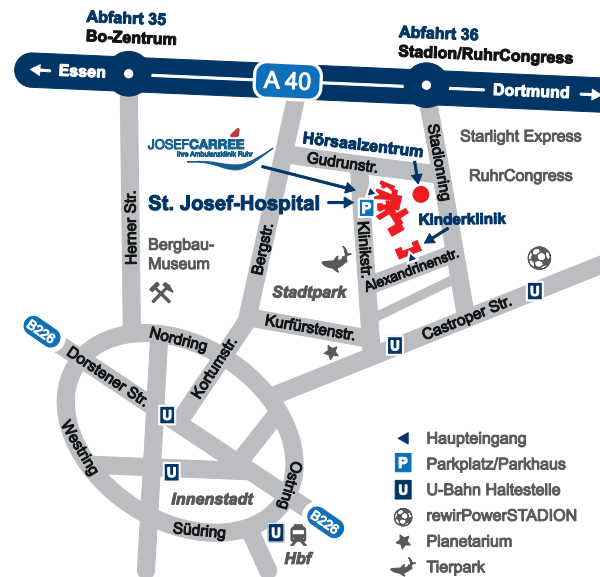 Abfahrt 35
Bo-Zentrum
Abfahrt 36
Stadion/RuhrCongress
Essen
A 40
Dortmund
JOSEFCARRÉE
Ihre Ambulanzklinik Ruhr
Hörsaalzentrum
Gudrunstr.
Stadionring
Starlight Express
RuhrCongress
St. Josef-Hospital
P
Kinderklinik
Herner Str.
Bergstr.
Klinikstr.
Alexandrinenstr.
Bergbau-
Museum
Stadtpark
U
Castroper Str.
B226
Nordring
Kurfürstenstr.
U
Dorstener Str.
Kortumstr.
U
Westring
U
Innenstadt
Ostring
B226
Südring
U
Hbf
Haupteingang
P Parkplatz/Parkhaus
U U-Bahn Haltestelle
rewirPowerSTADION
Planetarium
Tierpark